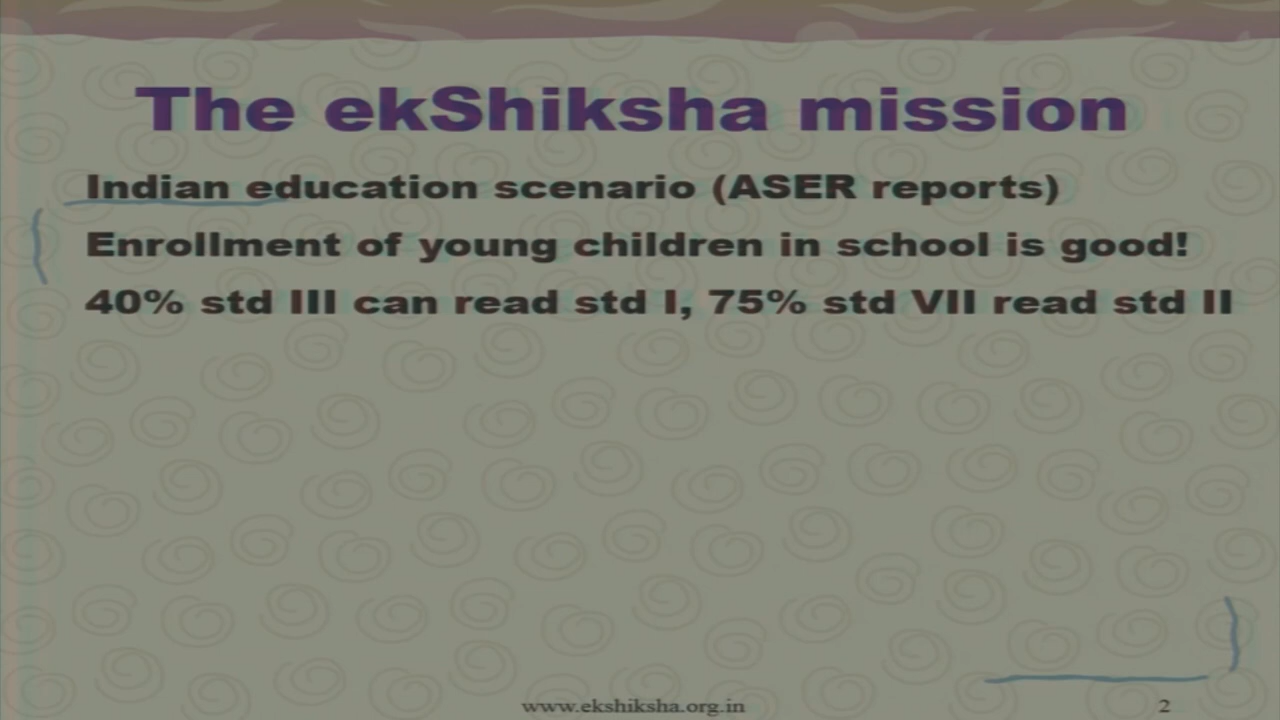 The ekShiksha mission
Indian education scenario (ASER reports)
Enrollment of young children in school is good!
40% std III can read std I, 75% std VII read std II
www.ekshiksha.org.in
2